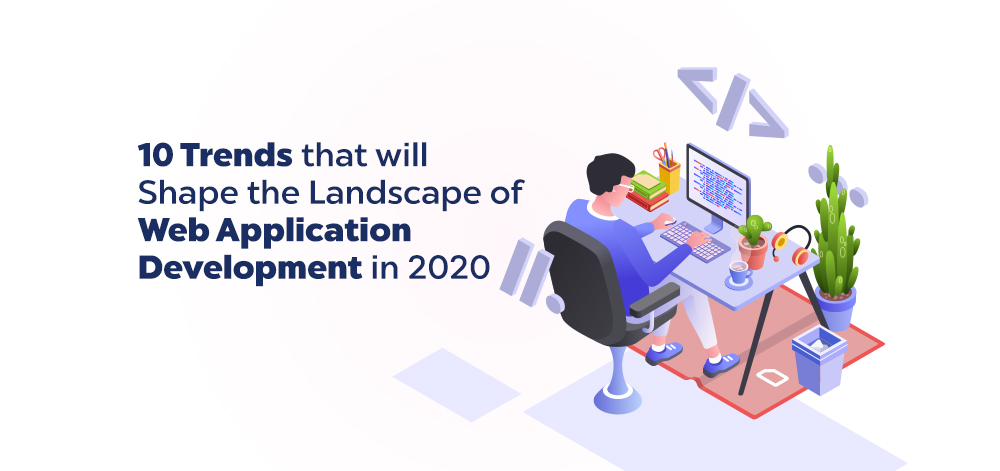 10 Trends that will
Shape the Landscape of
Web Application
Development in 2020